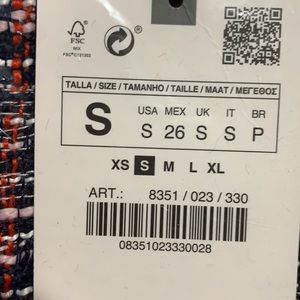 FSC
MIX
FSC® C121202
TALLA / SIZE / TAMANHO / TAILLE / MAAT / ΜΕΓΕΘΟΣ
S
USA MEX UK IT BR
S 26 S S P
XS S M L XL
ART.: 8351 / 023 / 330
08351023330028